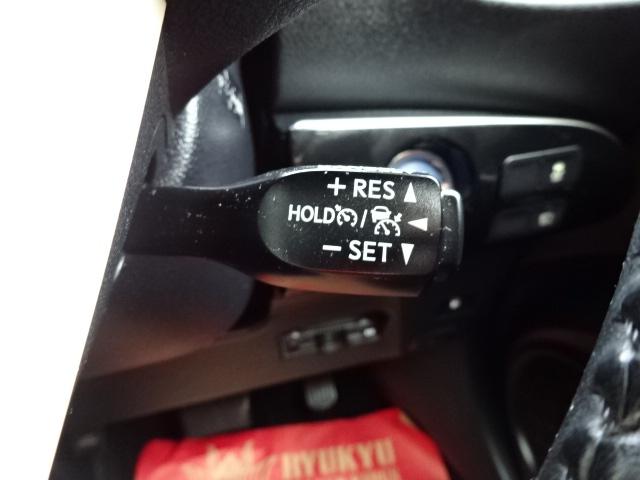 + RES ▲
HOLD / ◀
− SET ▼
RYUKYU